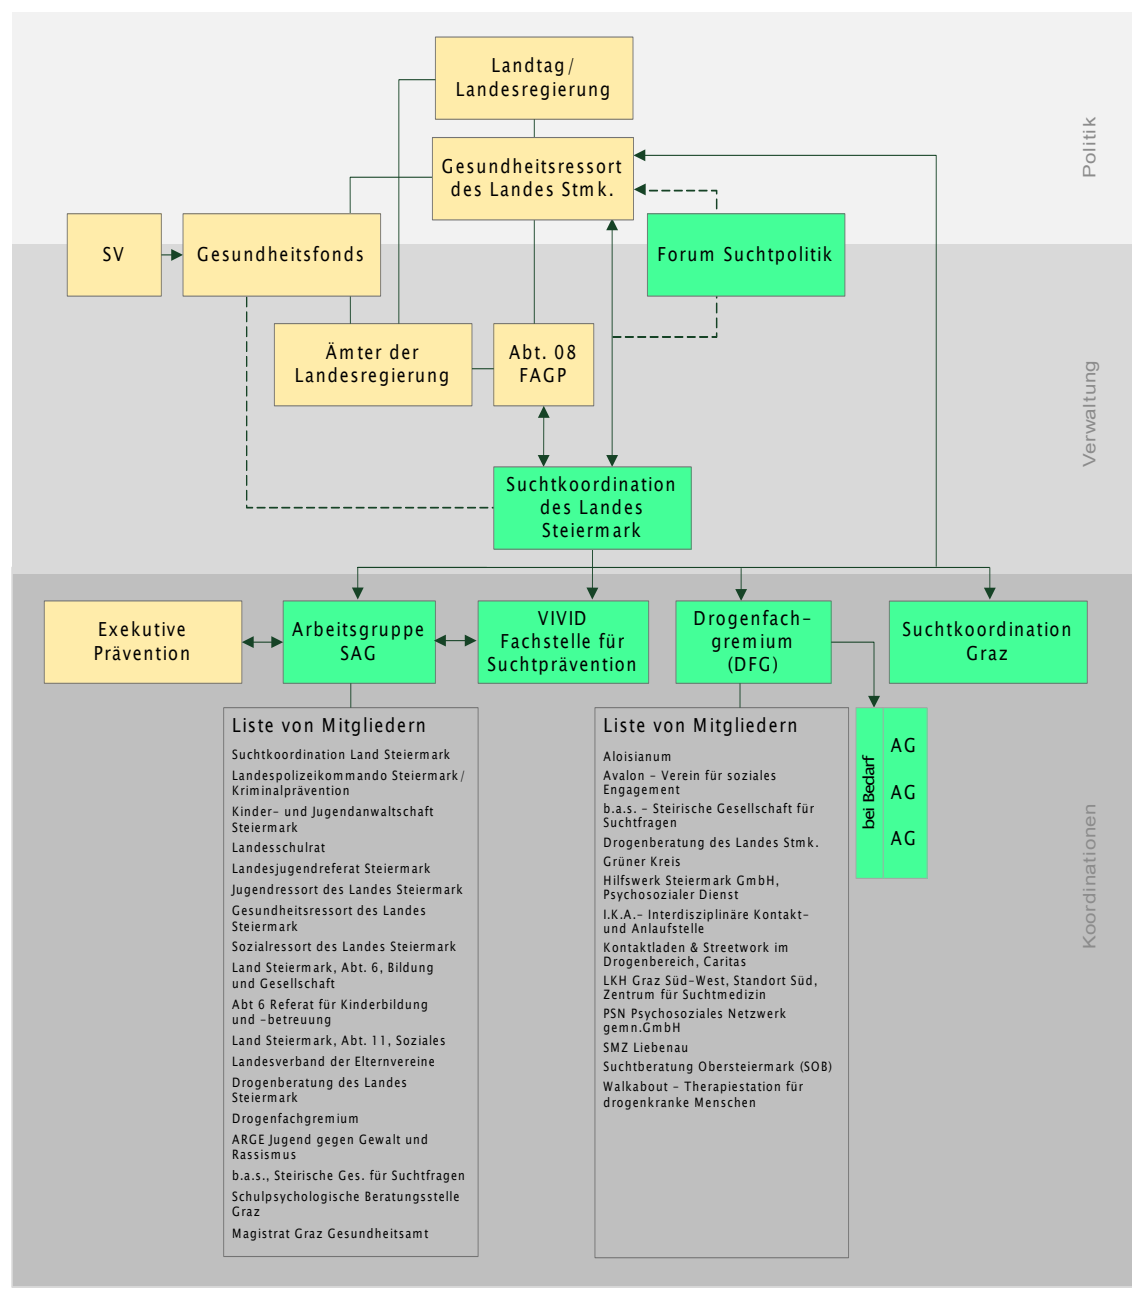 Landtag/
Landesregierung
Gesundheitsressort
des Landes Stmk.
Politik
SV
Gesundheitsfonds
Forum Suchtpolitik
Ämter der
Landesregierung
Abt. 08
FAGP
Verwaltung
Suchtkoordination
des Landes
Steiermark
Exekutive
Prävention
Arbeitsgruppe
SAG
VIVID
Fachstelle für
Suchtprävention
Drogenfach-
gremium
(DFG)
Suchtkoordination
Graz
Liste von Mitgliedern
Suchtkoordination Land Steiermark
Landespolizeikommando Steiermark/
Kriminalprävention
Kinder- und Jugendanwaltschaft
Steiermark
Landesschulrat
Landesjugendreferat Steiermark
Jugendressort des Landes Steiermark
Gesundheitsressort des Landes
Steiermark
Sozialressort des Landes Steiermark
Land Steiermark, Abt. 6, Bildung
und Gesellschaft
Abt 6 Referat für Kinderbildung
und -betreuung
Land Steiermark, Abt. 11, Soziales
Landesverband der Elternvereine
Drogenberatung des Landes
Steiermark
Drogenfachgremium
ARGE Jugend gegen Gewalt und
Rassismus
b.a.s., Steirische Ges. für Suchtfragen
Schulpsychologische Beratungsstelle
Graz
Magistrat Graz Gesundheitsamt
Liste von Mitgliedern
Aloisianum
Avalon - Verein für soziales
Engagement
b.a.s. - Steirische Gesellschaft für
Suchtfragen
Drogenberatung des Landes Stmk.
Grüner Kreis
Hilfswerk Steiermark GmbH,
Psychosozialer Dienst
I.K.A.- Interdisziplinäre Kontakt-
und Anlaufstelle
Kontaktladen & Streetwork im
Drogenbereich, Caritas
LKH Graz Süd-West, Standort Süd,
Zentrum für Suchtmedizin
PSN Psychosoziales Netzwerk
gemn.GmbH
SMZ Liebenau
Suchtberatung Obersteiermark (SOB)
Walkabout - Therapiestation für
drogenkranke Menschen
bei Bedarf
AG
AG
AG
Koordinationen